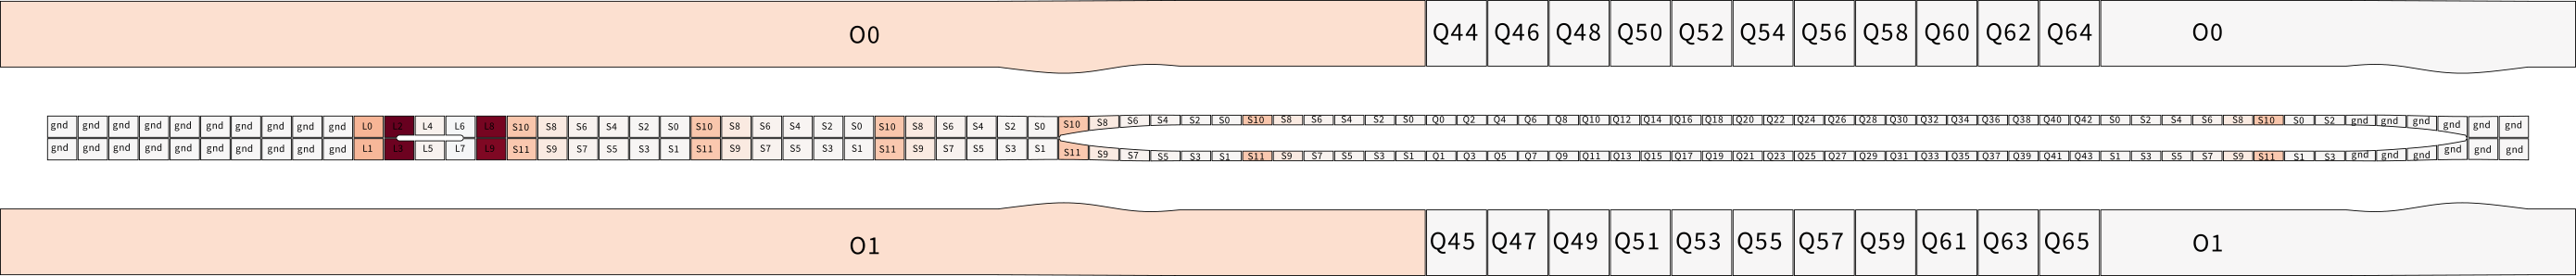 O0 Q44 Q46 Q48 Q50 Q52 Q54 Q56 Q58 Q60 Q62 Q64 O0
gnd gnd gnd gnd gnd gnd gnd gnd gnd gnd L0 L2 L4 L6 L8 S10 S8 S6 S4 S2 S0 S10 S8 S6 S4 S2 S0 S10 S8 S6 S4 S2 S0 S10 S8 S6 S4 S2 S0 S10 S8 S6 S4 S2 S0 Q0 Q2 Q4 Q6 Q8 Q10 Q12 Q14 Q16 Q18 Q20 Q22 Q24 Q26 Q28 Q30 Q32 Q34 Q36 Q38 Q40 Q42 S0 S2 S4 S6 S8 S10 S0 S2 gnd gnd gnd gnd gnd gnd
gnd gnd gnd gnd gnd gnd gnd gnd gnd gnd L1 L3 L5 L7 L9 S11 S9 S7 S5 S3 S1 S11 S9 S7 S5 S3 S1 S11 S9 S7 S5 S3 S1 S11 S9 S7 S5 S3 S1 S11 S9 S7 S5 S3 S1 Q1 Q3 Q5 Q7 Q9 Q11 Q13 Q15 Q17 Q19 Q21 Q23 Q25 Q27 Q29 Q31 Q33 Q35 Q37 Q39 Q41 Q43 S1 S3 S5 S7 S9 S11 S1 S3 gnd gnd gnd gnd gnd gnd
O1 Q45 Q47 Q49 Q51 Q53 Q55 Q57 Q59 Q61 Q63 Q65 O1